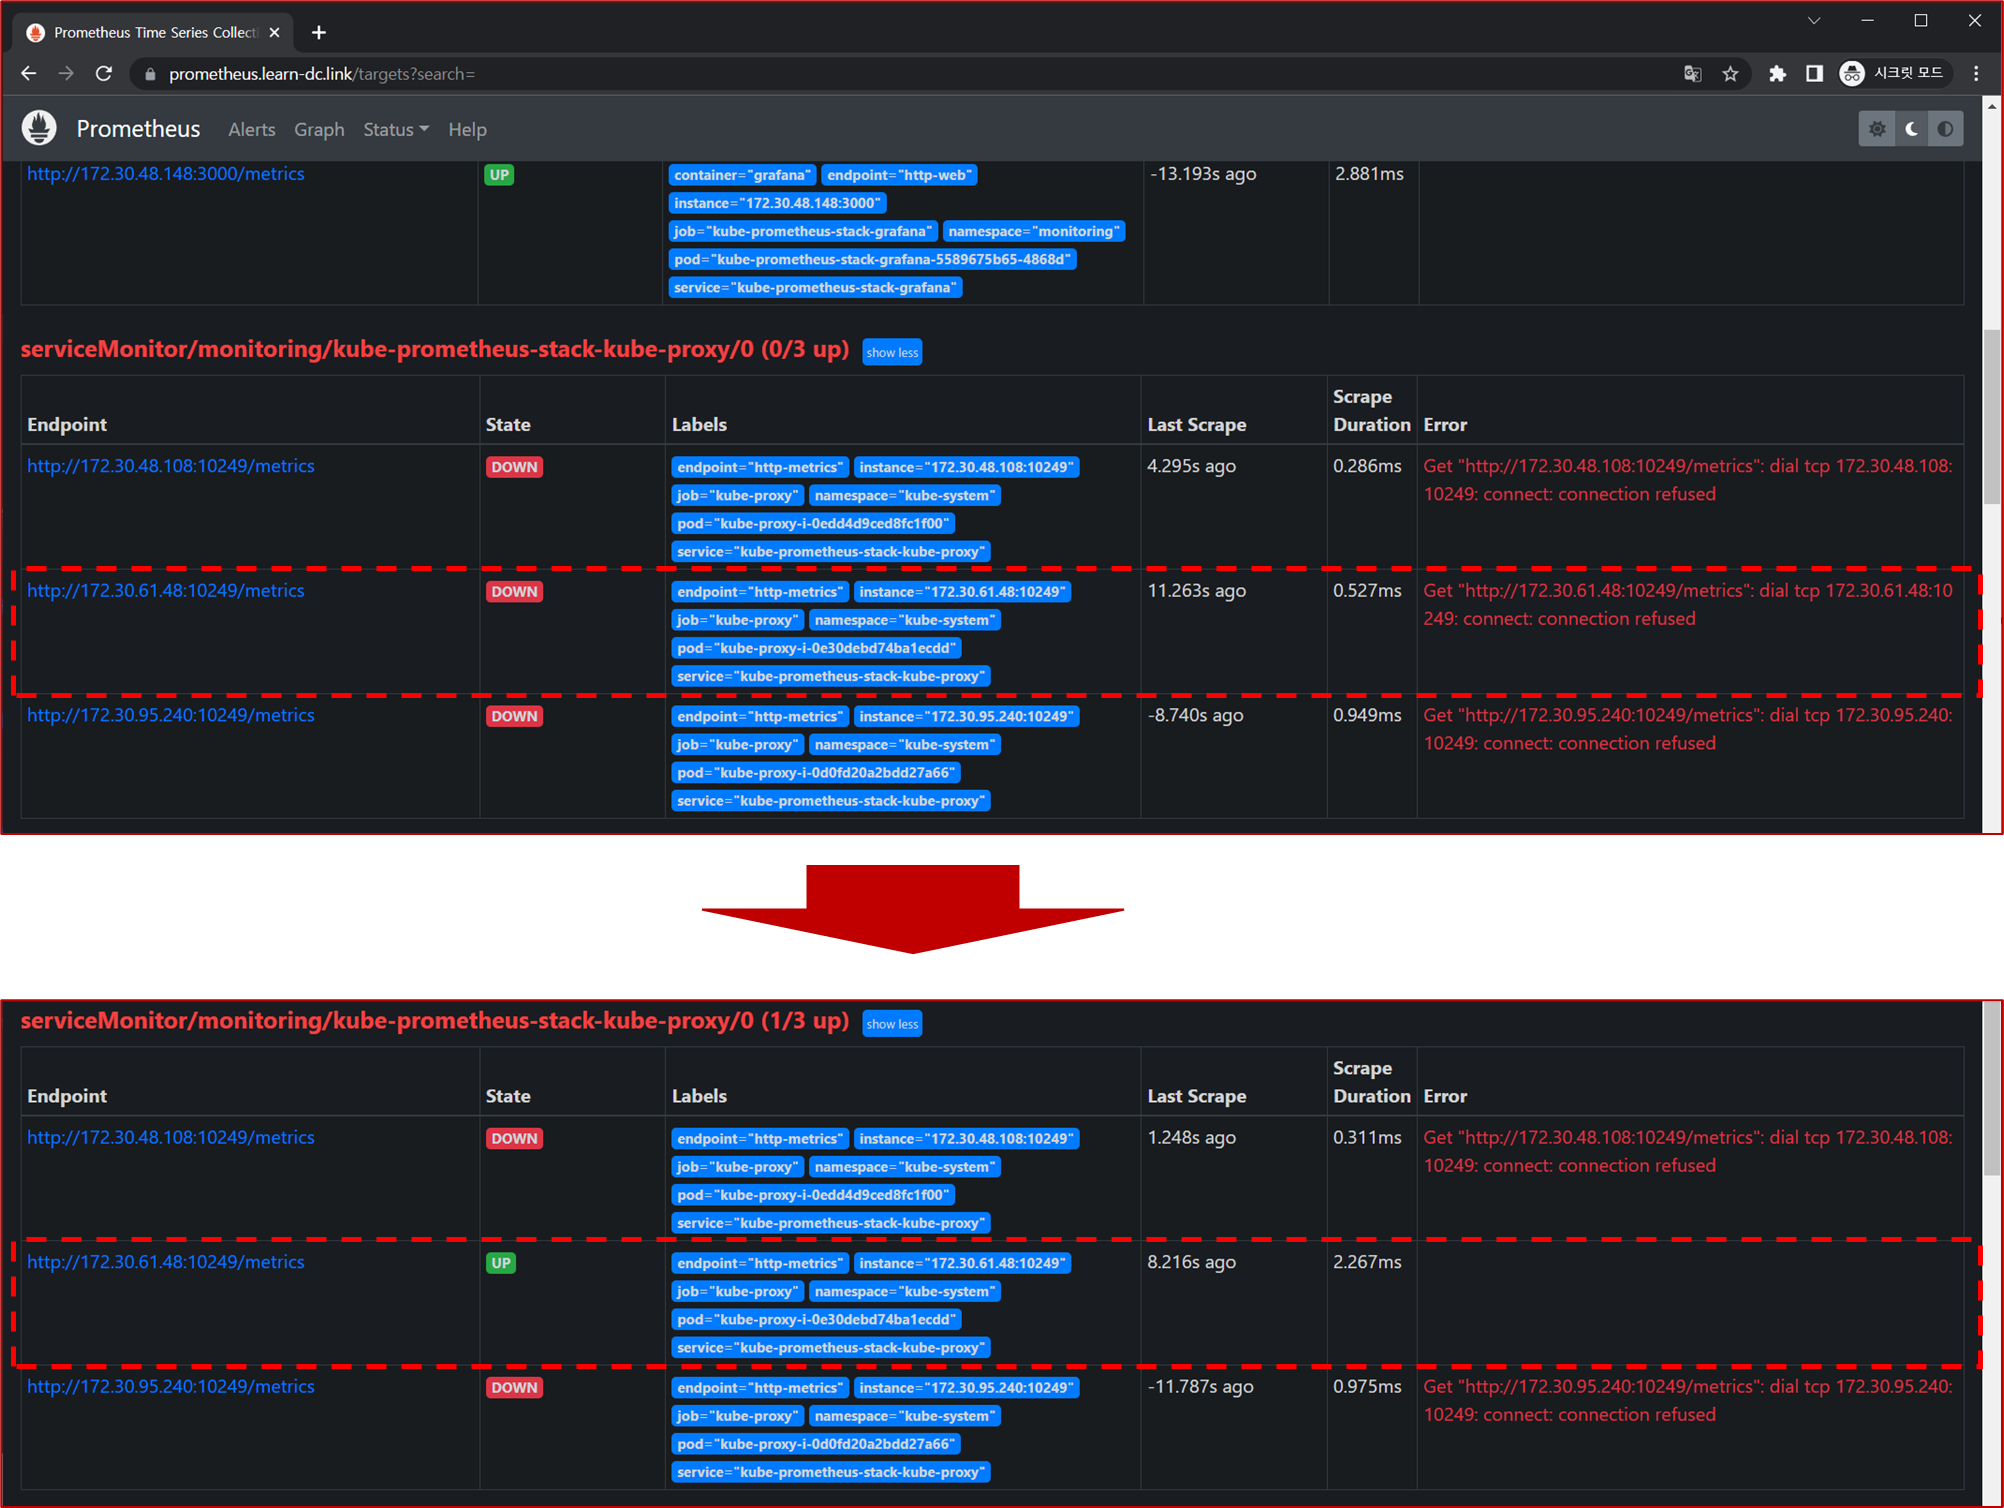 Prometheus Time Series Collect
prometheus.learn-dc.link/targets?search=
시크릿 모드
Prometheus Alerts Graph Status Help
http://172.30.48.148:3000/metrics UP container="grafana" endpoint="http-web" -13.193s ago 2.881ms
instance="172.30.48.148:3000"
job="kube-prometheus-stack-grafana" namespace="monitoring"
pod="kube-prometheus-stack-grafana-5589675b65-4868d"
service="kube-prometheus-stack-grafana"
serviceMonitor/monitoring/kube-prometheus-stack-kube-proxy/0 (0/3 up) show less
Endpoint State Labels Last Scrape Scrape Duration Error
http://172.30.48.108:10249/metrics DOWN endpoint="http-metrics" instance="172.30.48.108:10249" 4.295s ago 0.286ms Get "http://172.30.48.108:10249/metrics": dial tcp 172.30.48.108:
job="kube-proxy" namespace="kube-system" 10249: connect: connection refused
pod="kube-proxy-i-0edd4d9ced8fc1f00"
service="kube-prometheus-stack-kube-proxy"
http://172.30.61.48:10249/metrics DOWN endpoint="http-metrics" instance="172.30.61.48:10249" 11.263s ago 0.527ms Get "http://172.30.61.48:10249/metrics": dial tcp 172.30.61.48:10
job="kube-proxy" namespace="kube-system" 249: connect: connection refused
pod="kube-proxy-i-0e30debd74ba1ecdd"
service="kube-prometheus-stack-kube-proxy"
http://172.30.95.240:10249/metrics DOWN endpoint="http-metrics" instance="172.30.95.240:10249" -8.740s ago 0.949ms Get "http://172.30.95.240:10249/metrics": dial tcp 172.30.95.240:
job="kube-proxy" namespace="kube-system" 10249: connect: connection refused
pod="kube-proxy-i-0d0fd20a2bdd27a66"
service="kube-prometheus-stack-kube-proxy"
serviceMonitor/monitoring/kube-prometheus-stack-kube-proxy/0 (1/3 up) show less
Endpoint State Labels Last Scrape Scrape Duration Error
http://172.30.48.108:10249/metrics DOWN endpoint="http-metrics" instance="172.30.48.108:10249" 1.248s ago 0.311ms Get "http://172.30.48.108:10249/metrics": dial tcp 172.30.48.108:
job="kube-proxy" namespace="kube-system" 10249: connect: connection refused
pod="kube-proxy-i-0edd4d9ced8fc1f00"
service="kube-prometheus-stack-kube-proxy"
http://172.30.61.48:10249/metrics UP endpoint="http-metrics" instance="172.30.61.48:10249" 8.216s ago 2.267ms
job="kube-proxy" namespace="kube-system"
pod="kube-proxy-i-0e30debd74ba1ecdd"
service="kube-prometheus-stack-kube-proxy"
http://172.30.95.240:10249/metrics DOWN endpoint="http-metrics" instance="172.30.95.240:10249" -11.787s ago 0.975ms Get "http://172.30.95.240:10249/metrics": dial tcp 172.30.95.240:
job="kube-proxy" namespace="kube-system" 10249: connect: connection refused
pod="kube-proxy-i-0d0fd20a2bdd27a66"
service="kube-prometheus-stack-kube-proxy"